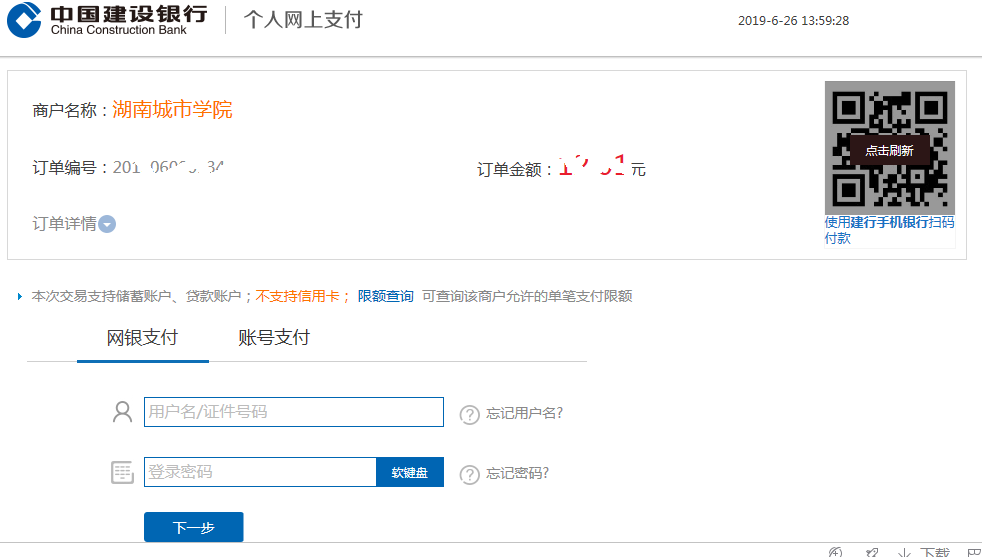 中国建设银行 个人网上支付 2019-6-26 13:59:28
China Construction Bank
商户名称：湖南城市学院
点击刷新
订单编号：
订单金额： 元
订单详情
使用建行手机银行扫码
付款
本次交易支持储蓄账户、贷款账户；不支持信用卡； 限额查询 可查询该商户允许的单笔支付限额
网银支付 账号支付
用户名/证件号码 忘记用户名?
登录密码 软键盘 忘记密码?
下一步
下载